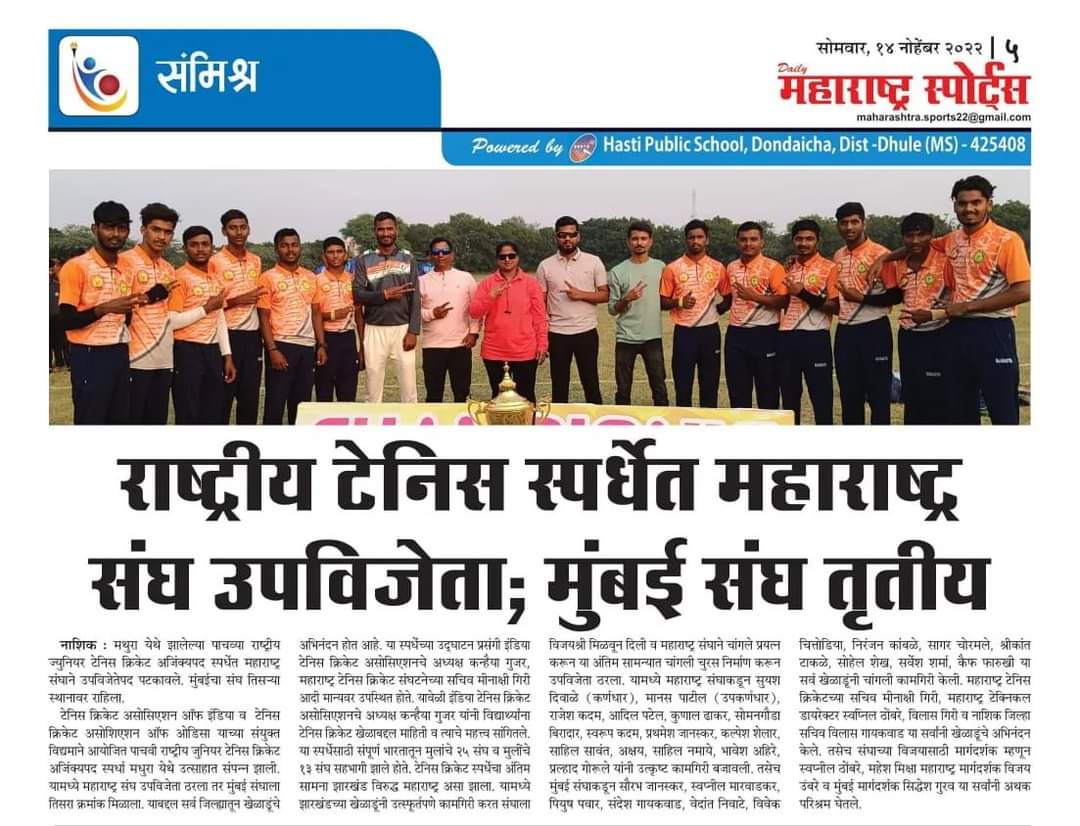 संमिश्र
सोमवार, १४ नोहेंबर २०२२ | ५
Daily
महाराष्ट्र स्पोर्ट्स
maharashtra.sports22@gmail.com
Powered by Hasti Public School, Dondaicha, Dist -Dhule (MS) - 425408
राष्ट्रीय टेनिस स्पर्धेत महाराष्ट्र
संघ उपविजेता; मुंबई संघ तृतीय
नाशिक : मथुरा येथे झालेल्या पाचव्या राष्ट्रीय
ज्युनियर टेनिस क्रिकेट अजिंक्यपद स्पर्धेत महाराष्ट्र
संघाने उपविजेतेपद पटकावले. मुंबईचा संघ तिसऱ्या
स्थानावर राहिला.
टेनिस क्रिकेट असोसिएशन ऑफ इंडिया व टेनिस
क्रिकेट असोशिएशन ऑफ ओडिसा याच्या संयुक्त
विद्यमाने आयोजित पाचवी राष्ट्रीय जुनियर टेनिस क्रिकेट
अजिंक्यपद स्पर्धा मथुरा येथे उत्साहात संपन्न झाली.
यामध्ये महाराष्ट्र संघ उपविजेता ठरला तर मुंबई संघाला
तिसरा क्रमांक मिळाला. याबद्दल सर्व जिल्ह्यातून खेळाडूंचे
अभिनंदन होत आहे. या स्पर्धेच्या उद्घाटन प्रसंगी इंडिया
टेनिस क्रिकेट असोसिएशनचे अध्यक्ष कन्हैया गुजर,
महाराष्ट्र टेनिस क्रिकेट संघटनेच्या सचिव मीनाक्षी गिरी
आदी मान्यवर उपस्थित होते. यावेळी इंडिया टेनिस क्रिकेट
असोसिएशनचे अध्यक्ष कन्हैया गुजर यांनी विद्यार्थ्यांना
टेनिस क्रिकेट खेळाबद्दल माहिती व त्याचे महत्त्व सांगितले.
या स्पर्धेसाठी संपूर्ण भारतातून मुलांचे २५ संघ व मुलींचे
१३ संघ सहभागी झाले होते. टेनिस क्रिकेट स्पर्धेचा अंतिम
सामना झारखंड विरुद्ध महाराष्ट्र असा झाला. यामध्ये
झारखंडच्या खेळाडूंनी उत्स्फूर्तपणे कामगिरी करत संघाला
विजयश्री मिळवून दिली व महाराष्ट्र संघाने चांगले प्रयत्न
करून या अंतिम सामन्यात चांगली चुरस निर्माण करून
उपविजेता ठरला. यामध्ये महाराष्ट्र संघाकडून सुयश
दिवाळे (कर्णधार), मानस पाटील (उपकर्णधार),
राजेश कदम, आदिल पटेल, कुणाल ढाकर, सोमनगौडा
बिरादार, स्वरूप कदम, प्रथमेश जानस्कर, कल्पेश शेलार,
साहिल सावंत, अक्षय, साहिल नमाये, भावेश अहिरे,
प्रल्हाद गोरूले यांनी उत्कृष्ट कामगिरी बजावली. तसेच
मुंबई संघाकडून सौरभ जानस्कर, स्वप्नील मारवाडकर,
पियुष पवार, संदेश गायकवाड, वेदांत निवाटे, विवेक
चित्तोडिया, निरंजन कांबळे, सागर चोरमले, श्रीकांत
टाकळे, सोहेल शेख, सर्वेश शर्मा, कैफ फारुखी या
सर्व खेळाडूंनी चांगली कामगिरी केली. महाराष्ट्र टेनिस
क्रिकेटच्या सचिव मीनाक्षी गिरी, महाराष्ट्र टेक्निकल
डायरेक्टर स्वप्निल ठोंबरे, विलास गिरी व नाशिक जिल्हा
सचिव विलास गायकवाड या सर्वांनी खेळाडूंचे अभिनंदन
केले. तसेच संघाच्या विजयासाठी मार्गदर्शक म्हणून
स्वप्नील ठोंबरे, महेश मिश्रा महाराष्ट्र मार्गदर्शक विजय
उंबरे व मुंबई मार्गदर्शक सिद्धेश गुरव या सर्वांनी अथक
परिश्रम घेतले.